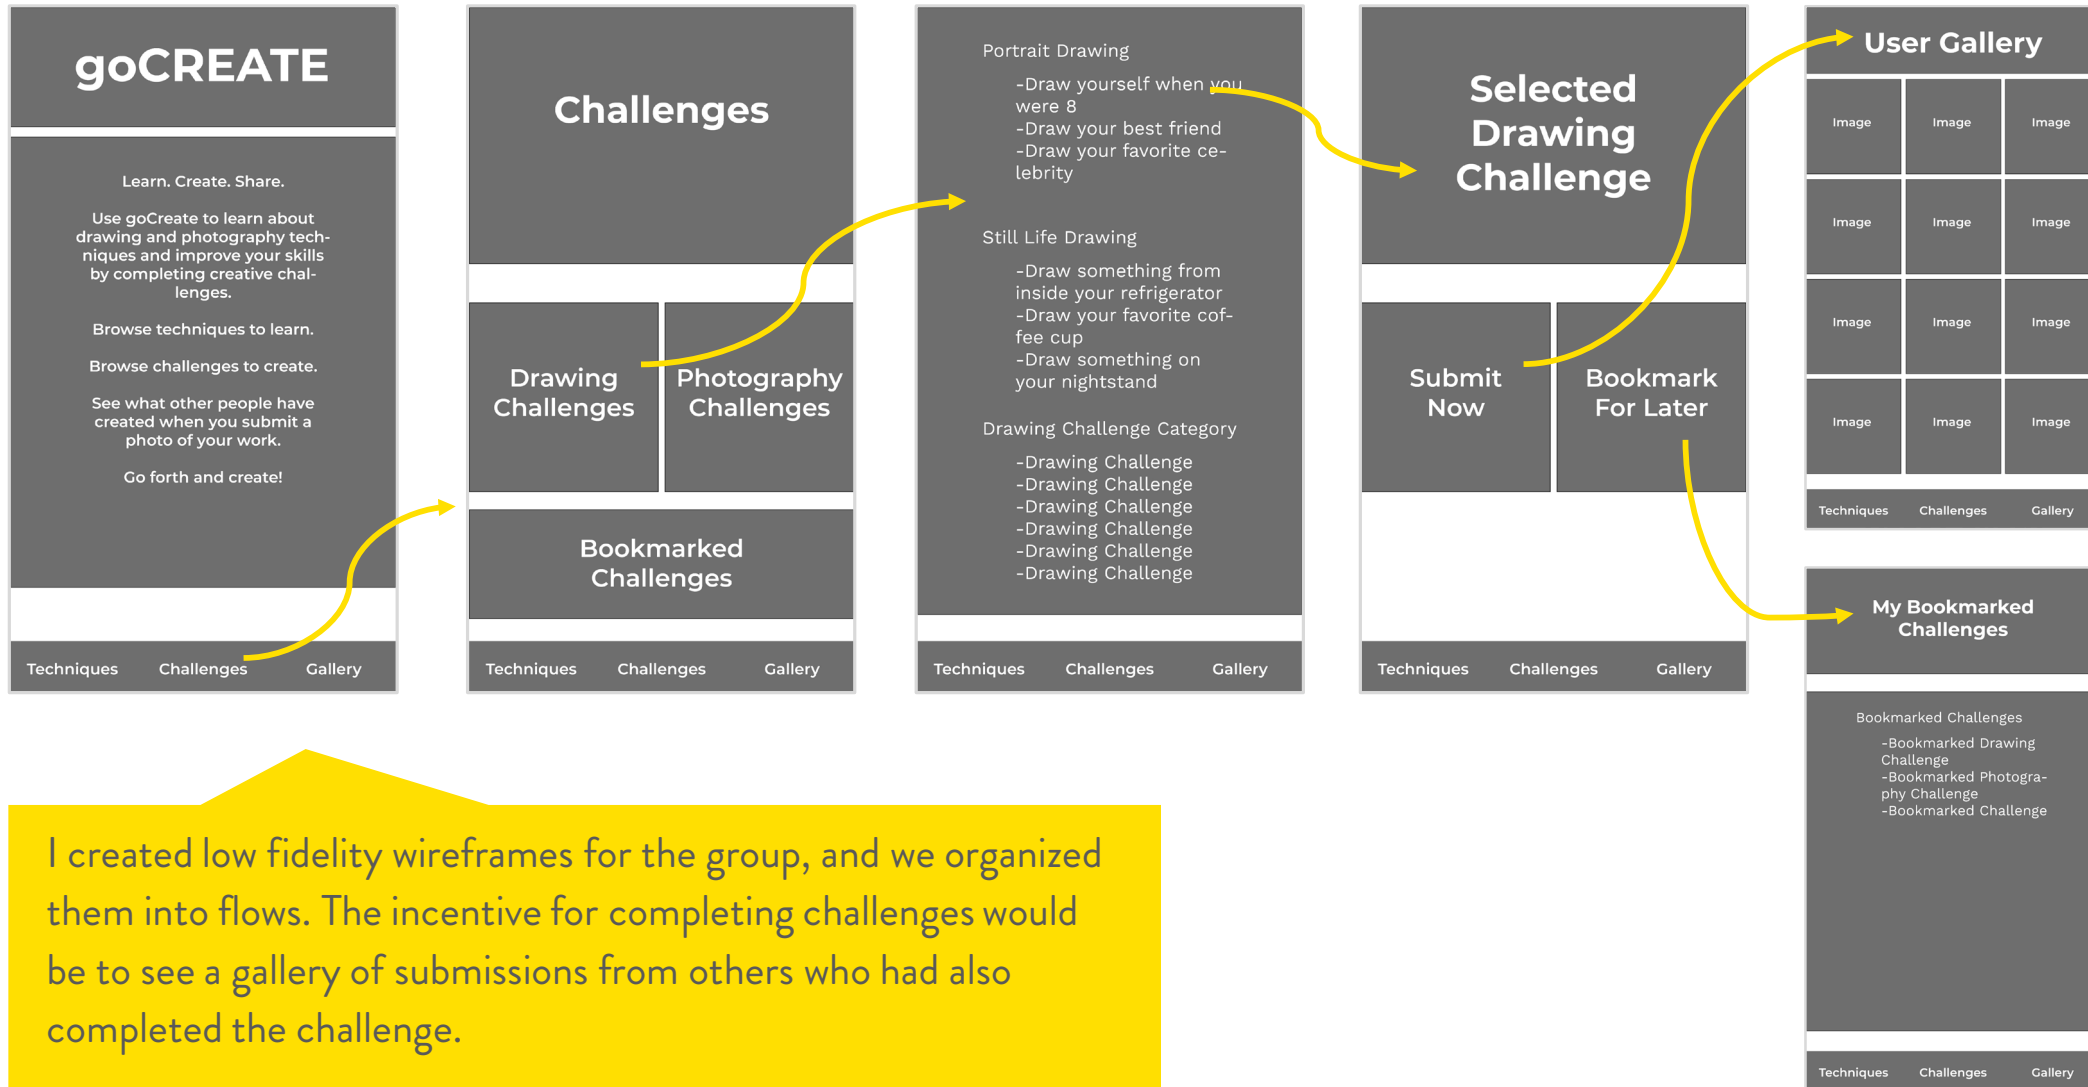 goCREATE
Learn. Create. Share.
Use goCreate to learn about
drawing and photography tech-
niques and improve your skills
by completing creative chal-
lenges.
Browse techniques to learn.
Browse challenges to create.
See what other people have
created when you submit a
photo of your work.
Go forth and create!
Techniques Challenges Gallery
Challenges
Drawing
Challenges
Photography
Challenges
Bookmarked
Challenges
Techniques Challenges Gallery
Portrait Drawing
-Draw yourself when you
were 8
-Draw your best friend
-Draw your favorite ce-
lebrity
Still Life Drawing
-Draw something from
inside your refrigerator
-Draw your favorite cof-
fee cup
-Draw something on
your nightstand
Drawing Challenge Category
-Drawing Challenge
-Drawing Challenge
-Drawing Challenge
-Drawing Challenge
-Drawing Challenge
-Drawing Challenge
Techniques Challenges Gallery
Selected
Drawing
Challenge
Submit
Now
Bookmark
For Later
Techniques Challenges Gallery
User Gallery
Image Image Image
Image Image Image
Image Image Image
Image Image Image
Techniques Challenges Gallery
My Bookmarked
Challenges
Bookmarked Challenges
-Bookmarked Drawing
Challenge
-Bookmarked Photogra-
phy Challenge
-Bookmarked Challenge
Techniques Challenges Gallery
I created low fidelity wireframes for the group, and we organized
them into flows. The incentive for completing challenges would
be to see a gallery of submissions from others who had also
completed the challenge.